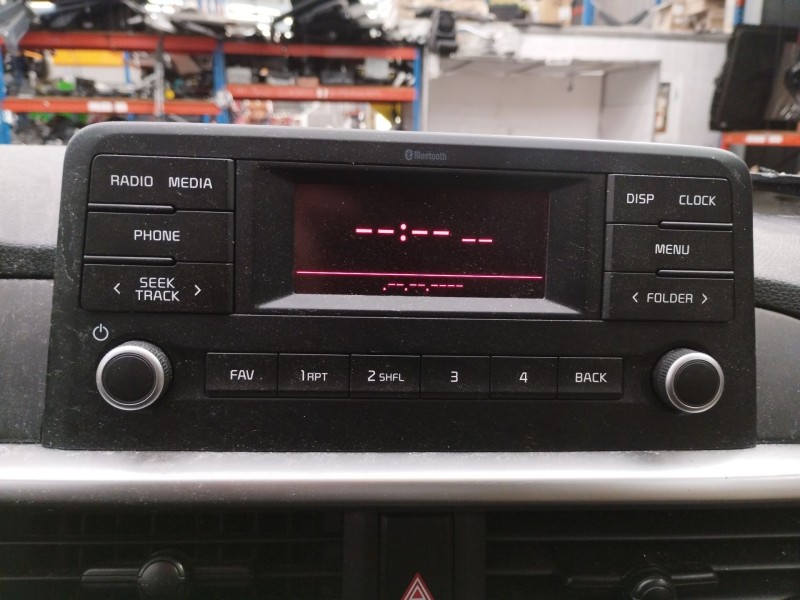 Bluetooth
RADIO MEDIA
DISP CLOCK
PHONE
--:-- --
MENU
< SEEK TRACK >
--.--.----
< FOLDER >
FAV 1 RPT 2 SHFL 3 4 BACK